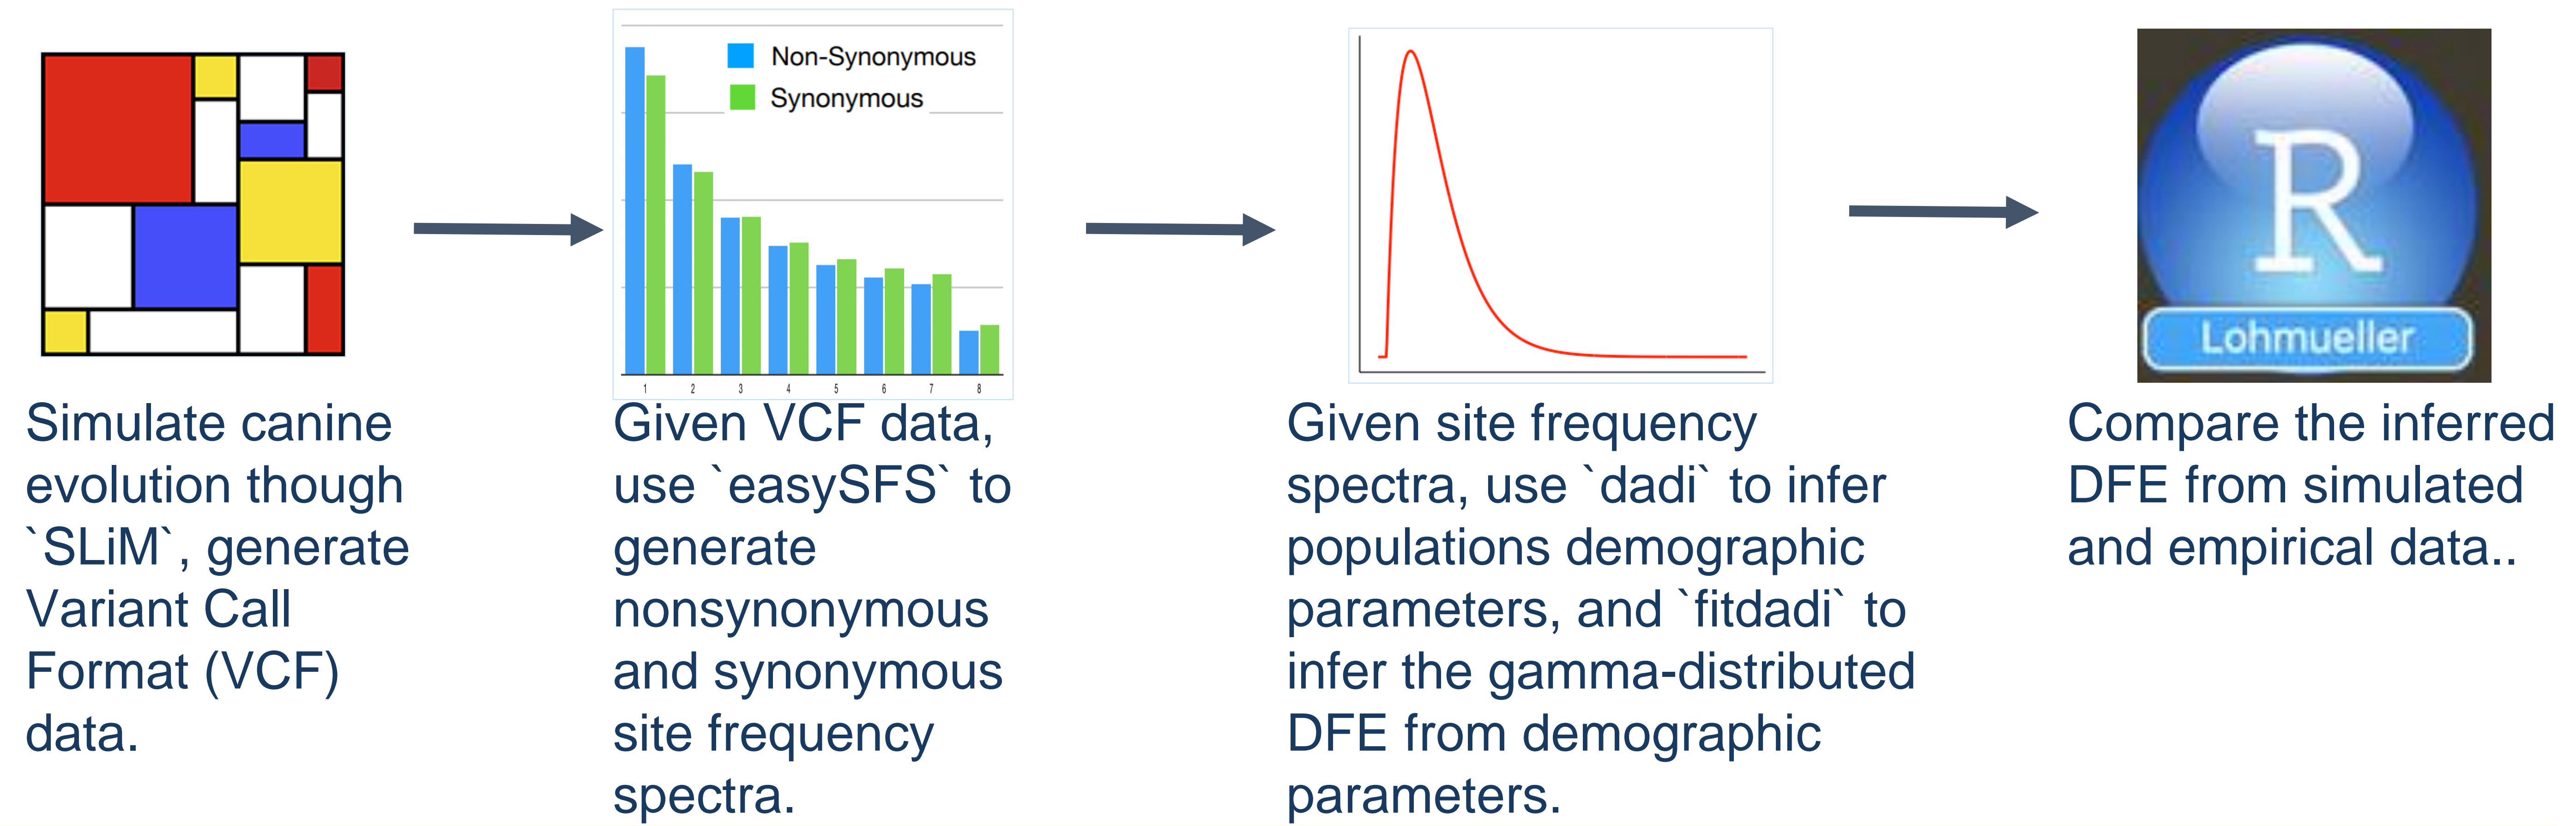 Non-Synonymous
Synonymous
1 2 3 4 5 6 7 8
R
Lohmueller
Simulate canine
evolution though
`SLiM`, generate
Variant Call
Format (VCF)
data.
Given VCF data,
use `easySFS` to
generate
nonsynonymous
and synonymous
site frequency
spectra.
Given site frequency
spectra, use `dadi` to infer
populations demographic
parameters, and `fitdadi` to
infer the gamma-distributed
DFE from demographic
parameters.
Compare the inferred
DFE from simulated
and empirical data..